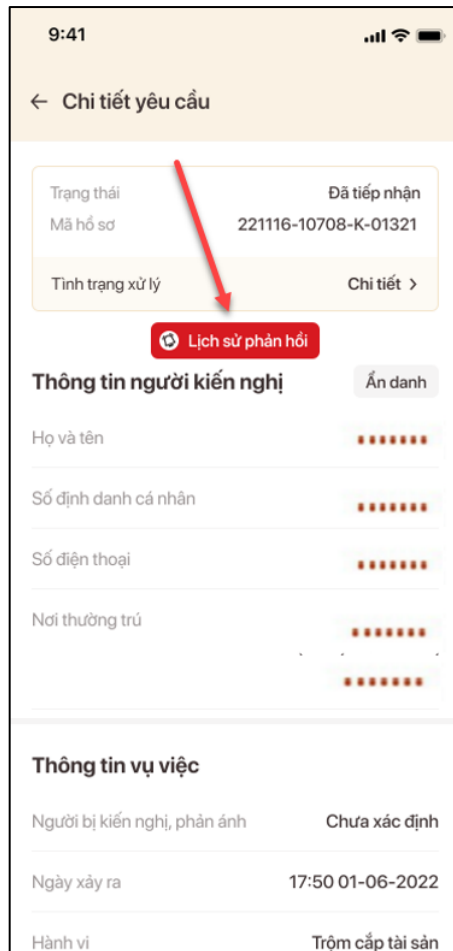 9:41
Chi tiết yêu cầu
Trạng thái Đã tiếp nhận
Mã hồ sơ 221116-10708-K-01321
Tình trạng xử lý Chi tiết
Lịch sử phản hồi
Thông tin người kiến nghị Ẩn danh
Họ và tên
Số định danh cá nhân
Số điện thoại
Nơi thường trú
Thông tin vụ việc
Người bị kiến nghị, phản ánh Chưa xác định
Ngày xảy ra 17:50 01-06-2022
Hành vi Trộm cắp tài sản